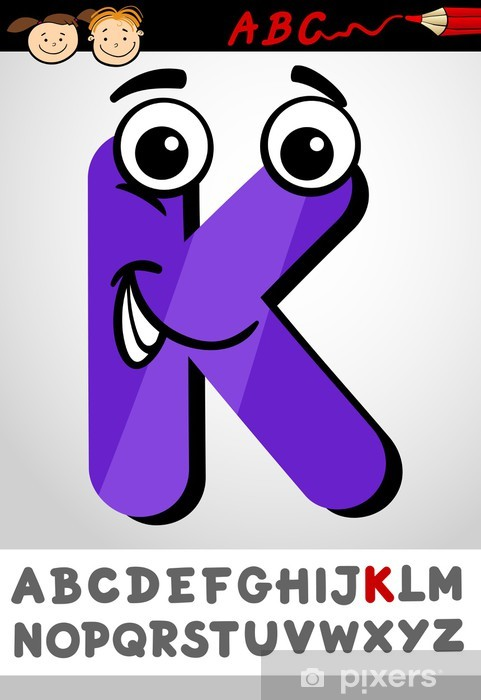 ABC
K
ABCDEFGHIJKLM
NOPQRSTUVWXYZ
pixers